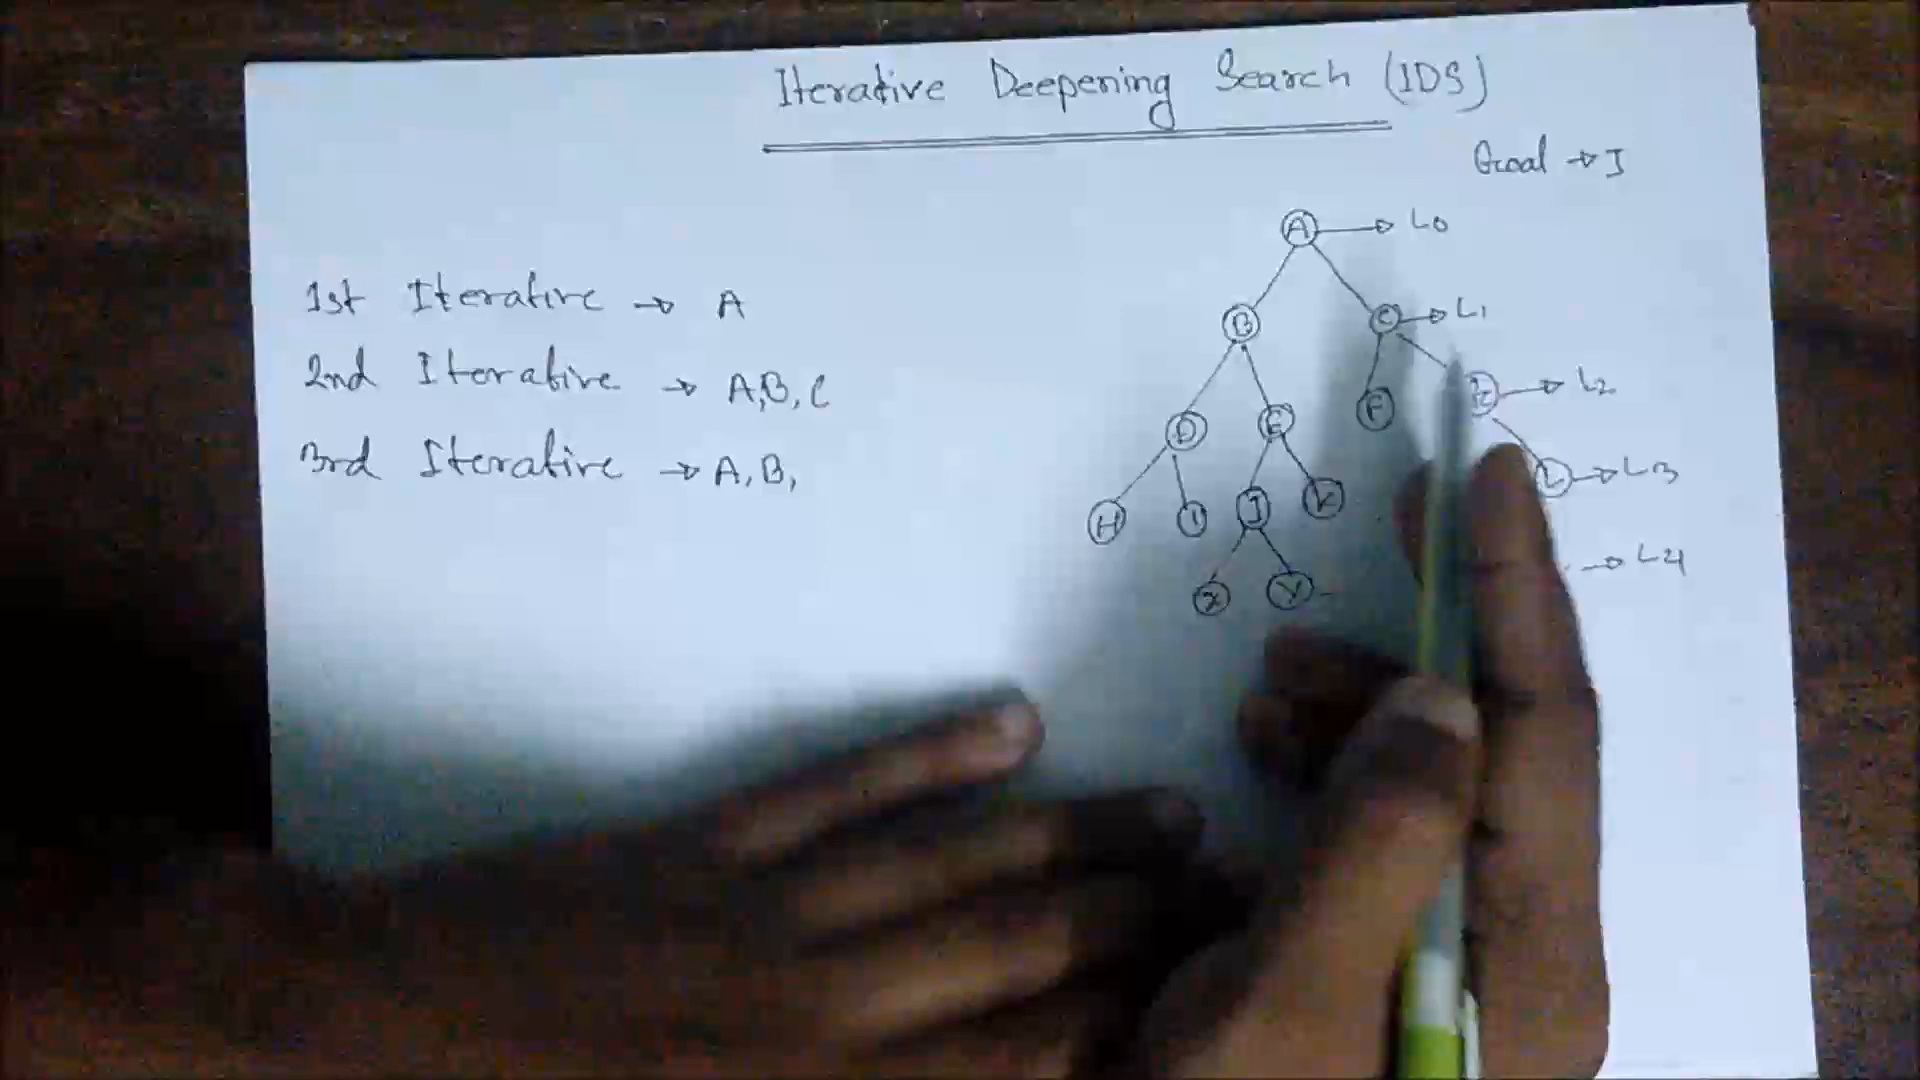 Iterative Deepening Search (IDS)
Goal → J
A → L0
1st Iterative → A
B C → L1
2nd Iterative → A,B, C
D E F → L2
3rd Iterative → A, B,
H I J K L → L3
Y → L4